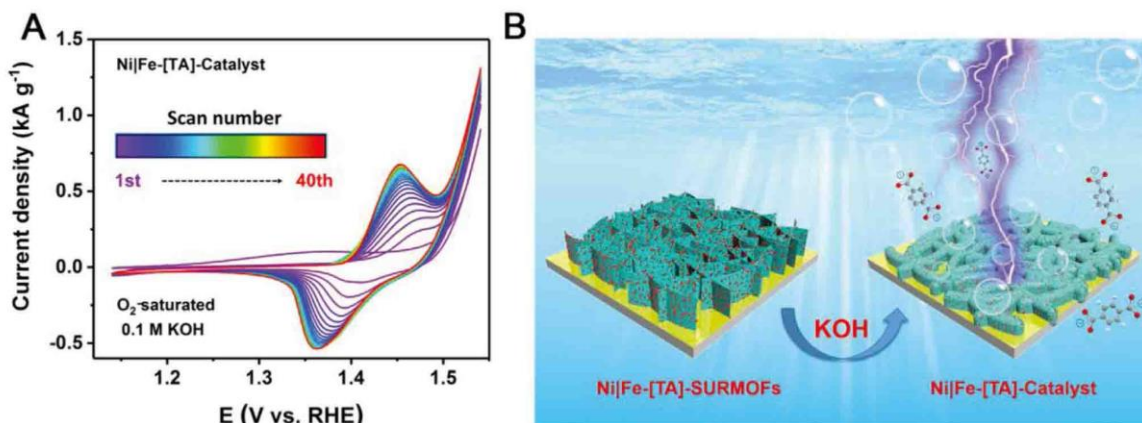 A
Current density (kA g⁻¹)
1.5
1.0
0.5
0.0
-0.5
Ni|Fe-[TA]-Catalyst
Scan number
1st
40th
O₂-saturated
0.1 M KOH
1.2
1.3
1.4
1.5
E (V vs. RHE)
B
KOH
Ni|Fe-[TA]-SURMOFs
Ni|Fe-[TA]-Catalyst